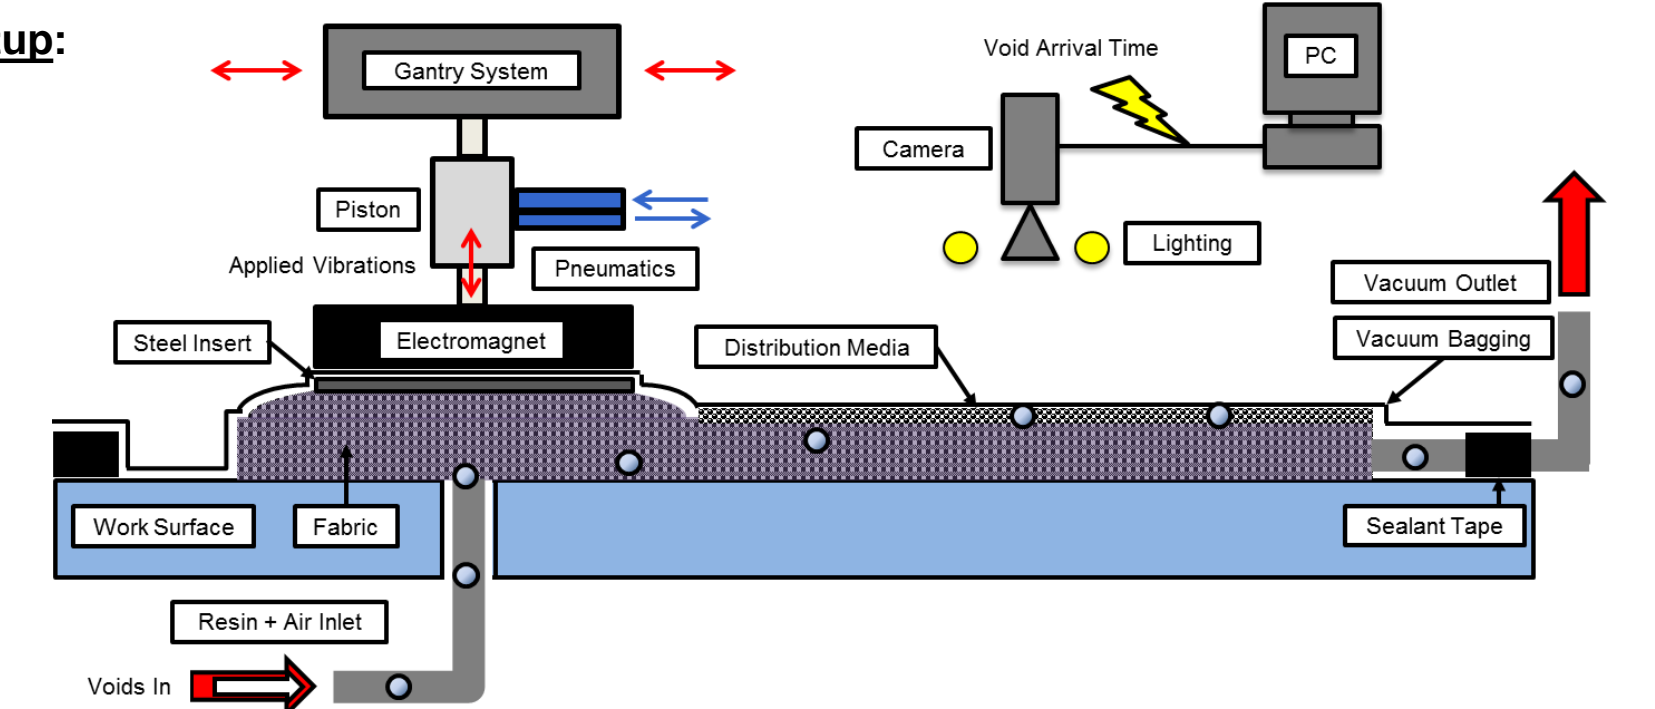 tup:
Gantry System
Void Arrival Time
PC
Camera
Piston
Lighting
Applied Vibrations
Pneumatics
Vacuum Outlet
Steel Insert
Electromagnet
Distribution Media
Vacuum Bagging
Work Surface
Fabric
Sealant Tape
Resin + Air Inlet
Voids In